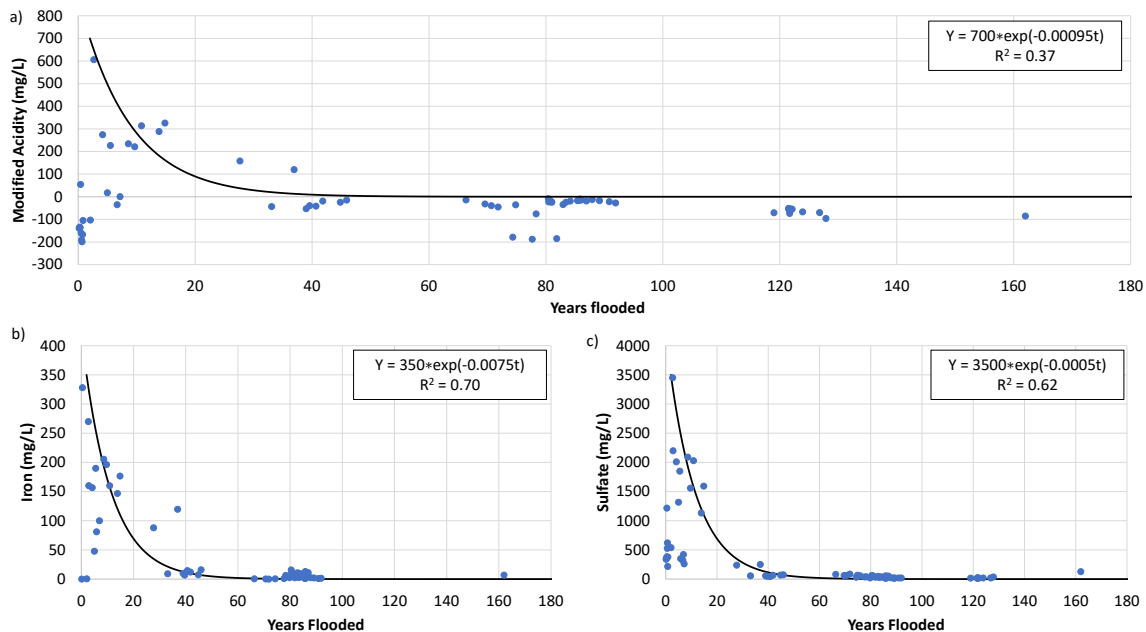 a)
800
700
600
500
400
300
200
100
0
-100
-200
-300
Modified Acidity (mg/L)
Y = 700*exp(-0.00095t)
R² = 0.37
0 20 40 60 80 100 120 140 160 180
Years flooded
b)
400
350
300
250
200
150
100
50
0
Iron (mg/L)
Y = 350*exp(-0.0075t)
R² = 0.70
0 20 40 60 80 100 120 140 160 180
Years Flooded
c)
4000
3500
3000
2500
2000
1500
1000
500
0
Sulfate (mg/L)
Y = 3500*exp(-0.0005t)
R² = 0.62
0 20 40 60 80 100 120 140 160 180
Years Flooded